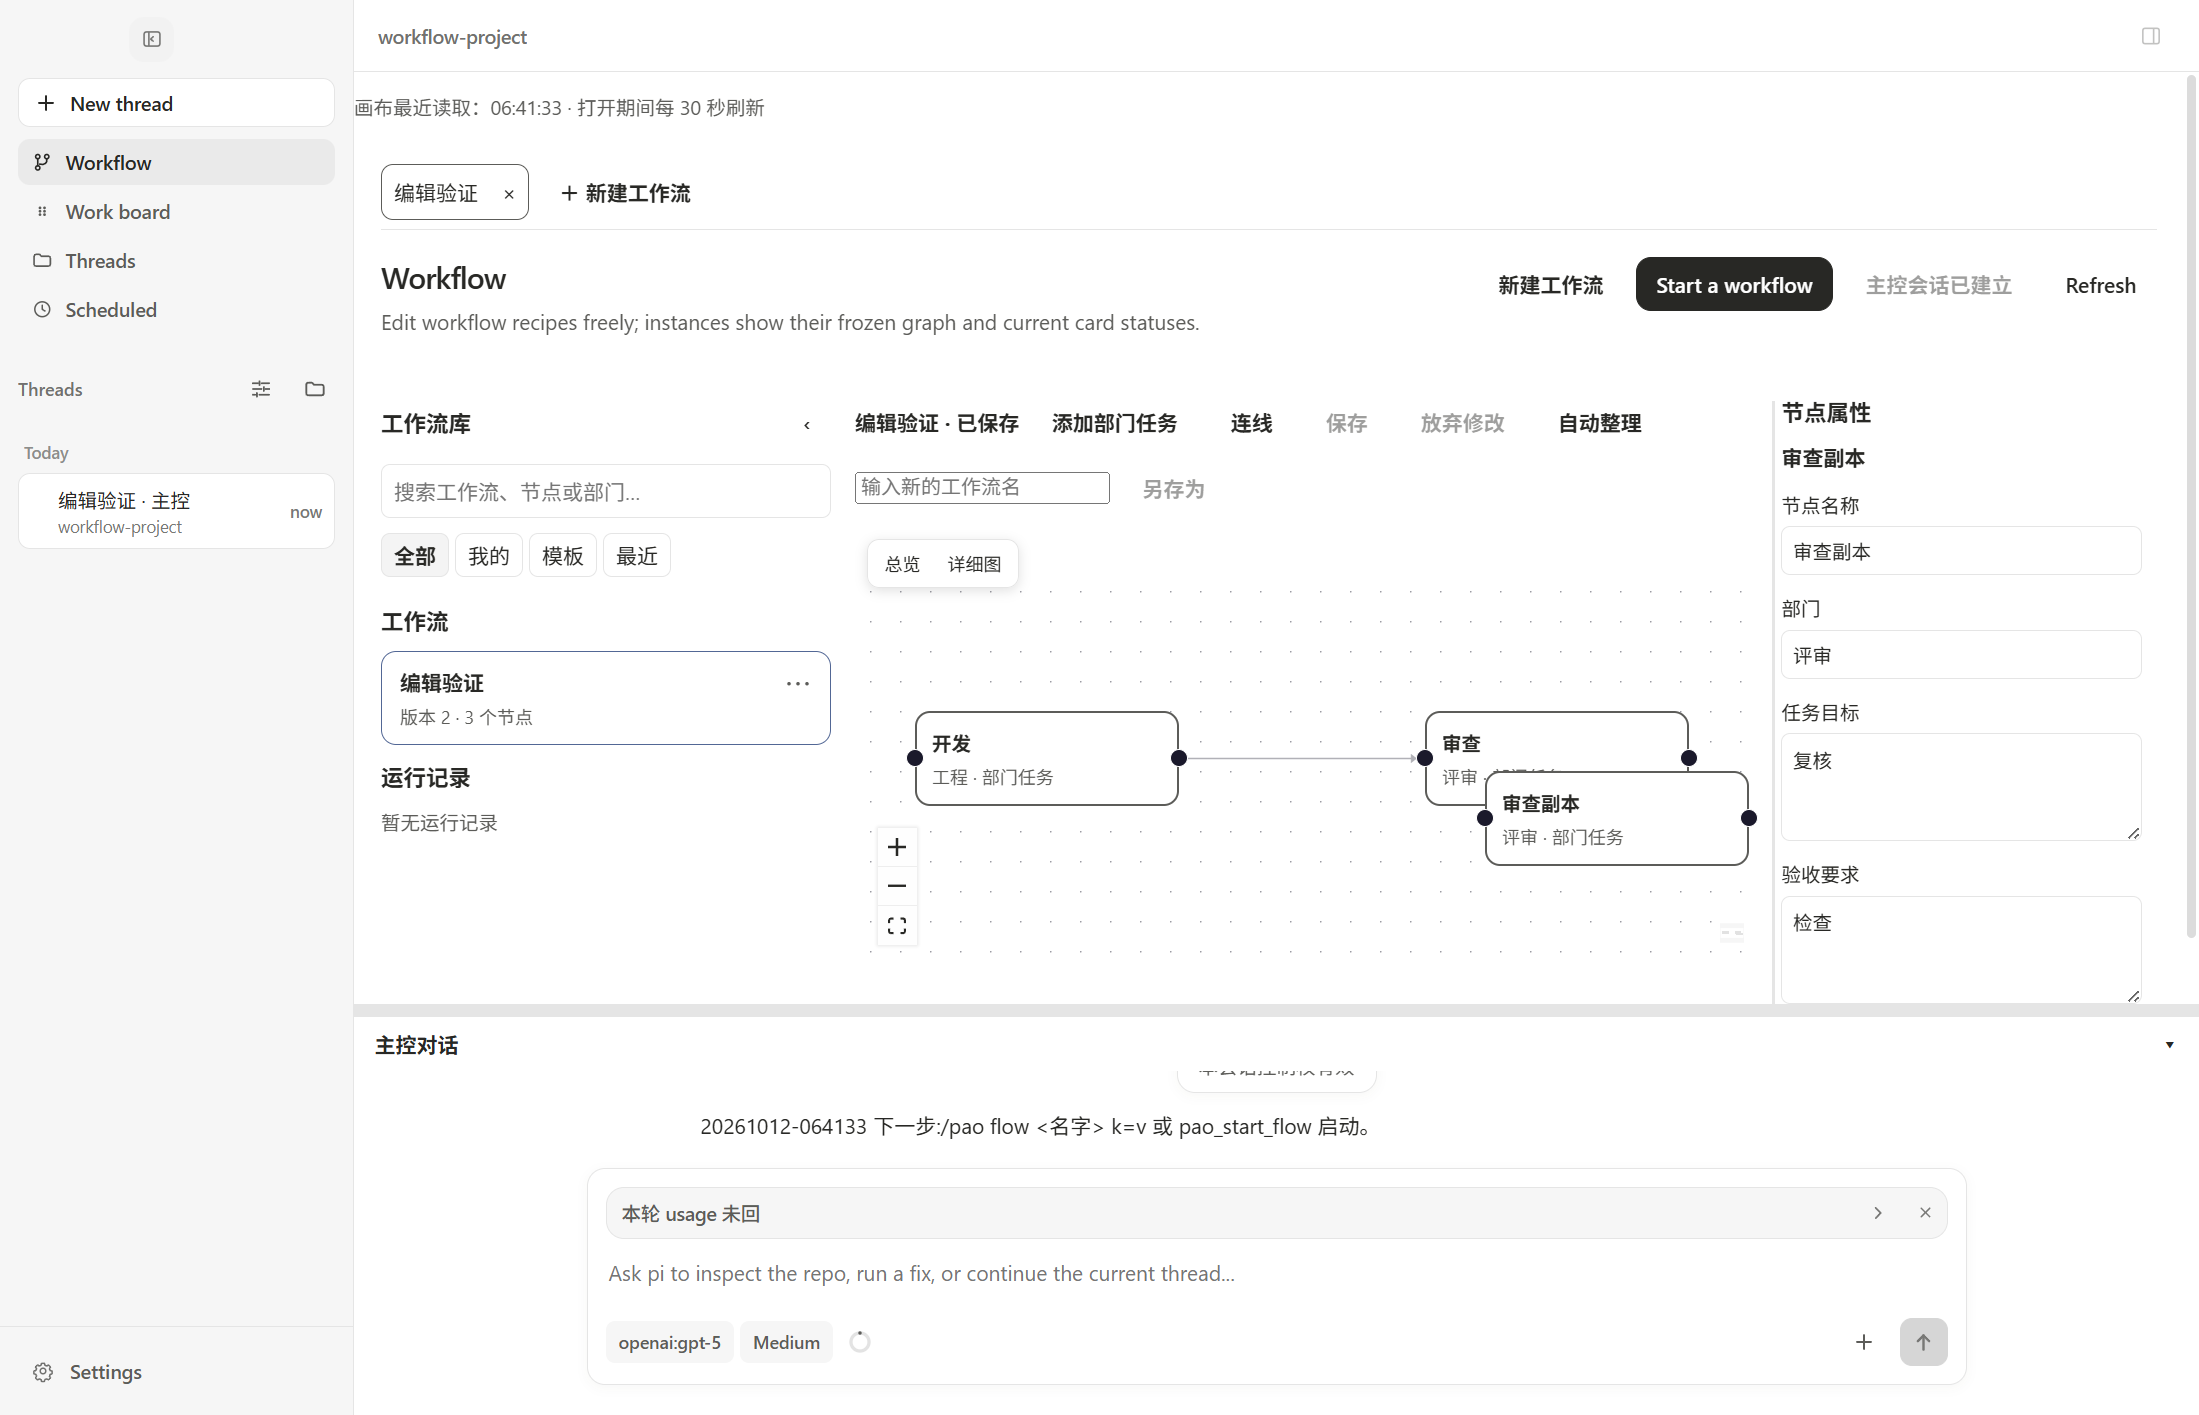 New thread
Workflow
Work board
Threads
Scheduled
Threads
Today
编辑验证 · 主控
workflow-project
now
Settings
workflow-project
画布最近读取：06:41:33 · 打开期间每 30 秒刷新
编辑验证 ×
+ 新建工作流
Workflow
Edit workflow recipes freely; instances show their frozen graph and current card statuses.
新建工作流
Start a workflow
主控会话已建立
Refresh
工作流库
搜索工作流、节点或部门...
全部
我的
模板
最近
工作流
编辑验证
版本 2 · 3 个节点
运行记录
暂无运行记录
编辑验证 · 已保存
添加部门任务
连线
保存
放弃修改
自动整理
输入新的工作流名
另存为
总览
详细图
开发
工程 · 部门任务
审查
评审 ·
审查副本
评审 · 部门任务
节点属性
审查副本
节点名称
审查副本
部门
评审
任务目标
复核
验收要求
检查
主控对话
20261012-064133 下一步:/pao flow <名字> k=v 或 pao_start_flow 启动。
本轮 usage 未回
Ask pi to inspect the repo, run a fix, or continue the current thread...
openai:gpt-5
Medium